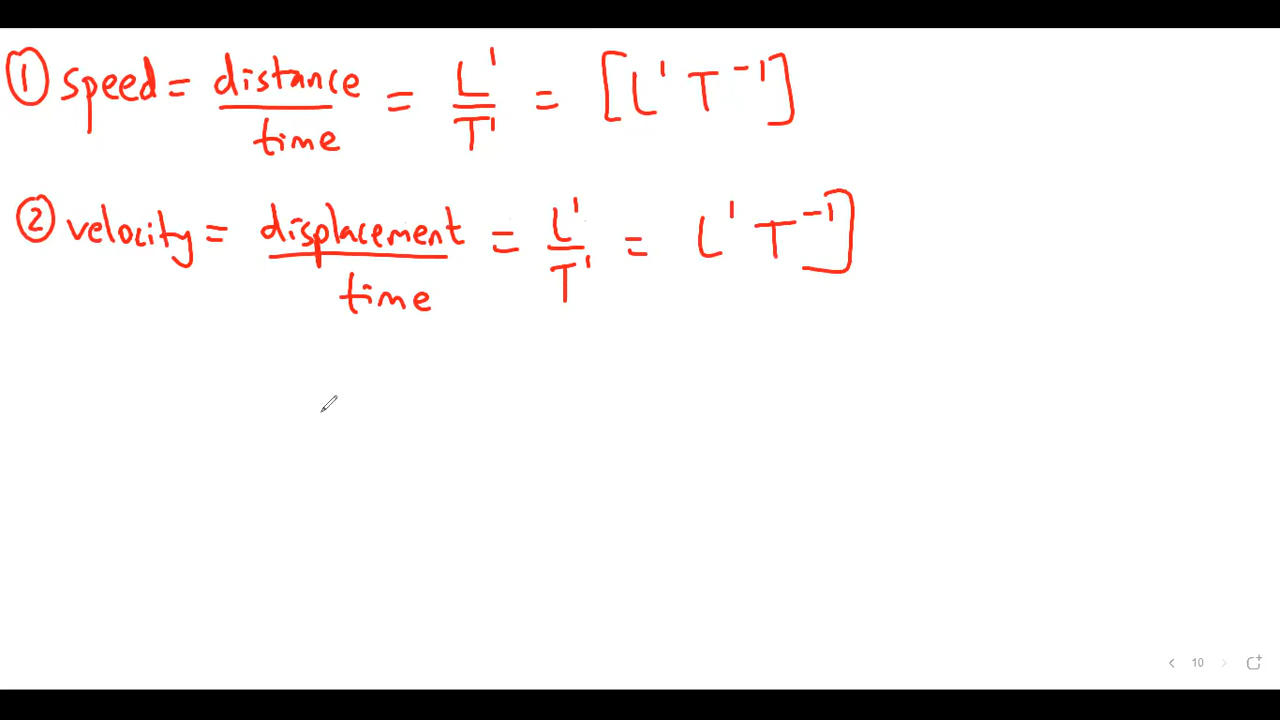 ① speed = distance / time = L¹ / T¹ = [L¹ T⁻¹]
② velocity = displacement / time = L¹ / T¹ = L¹ T⁻¹]
10